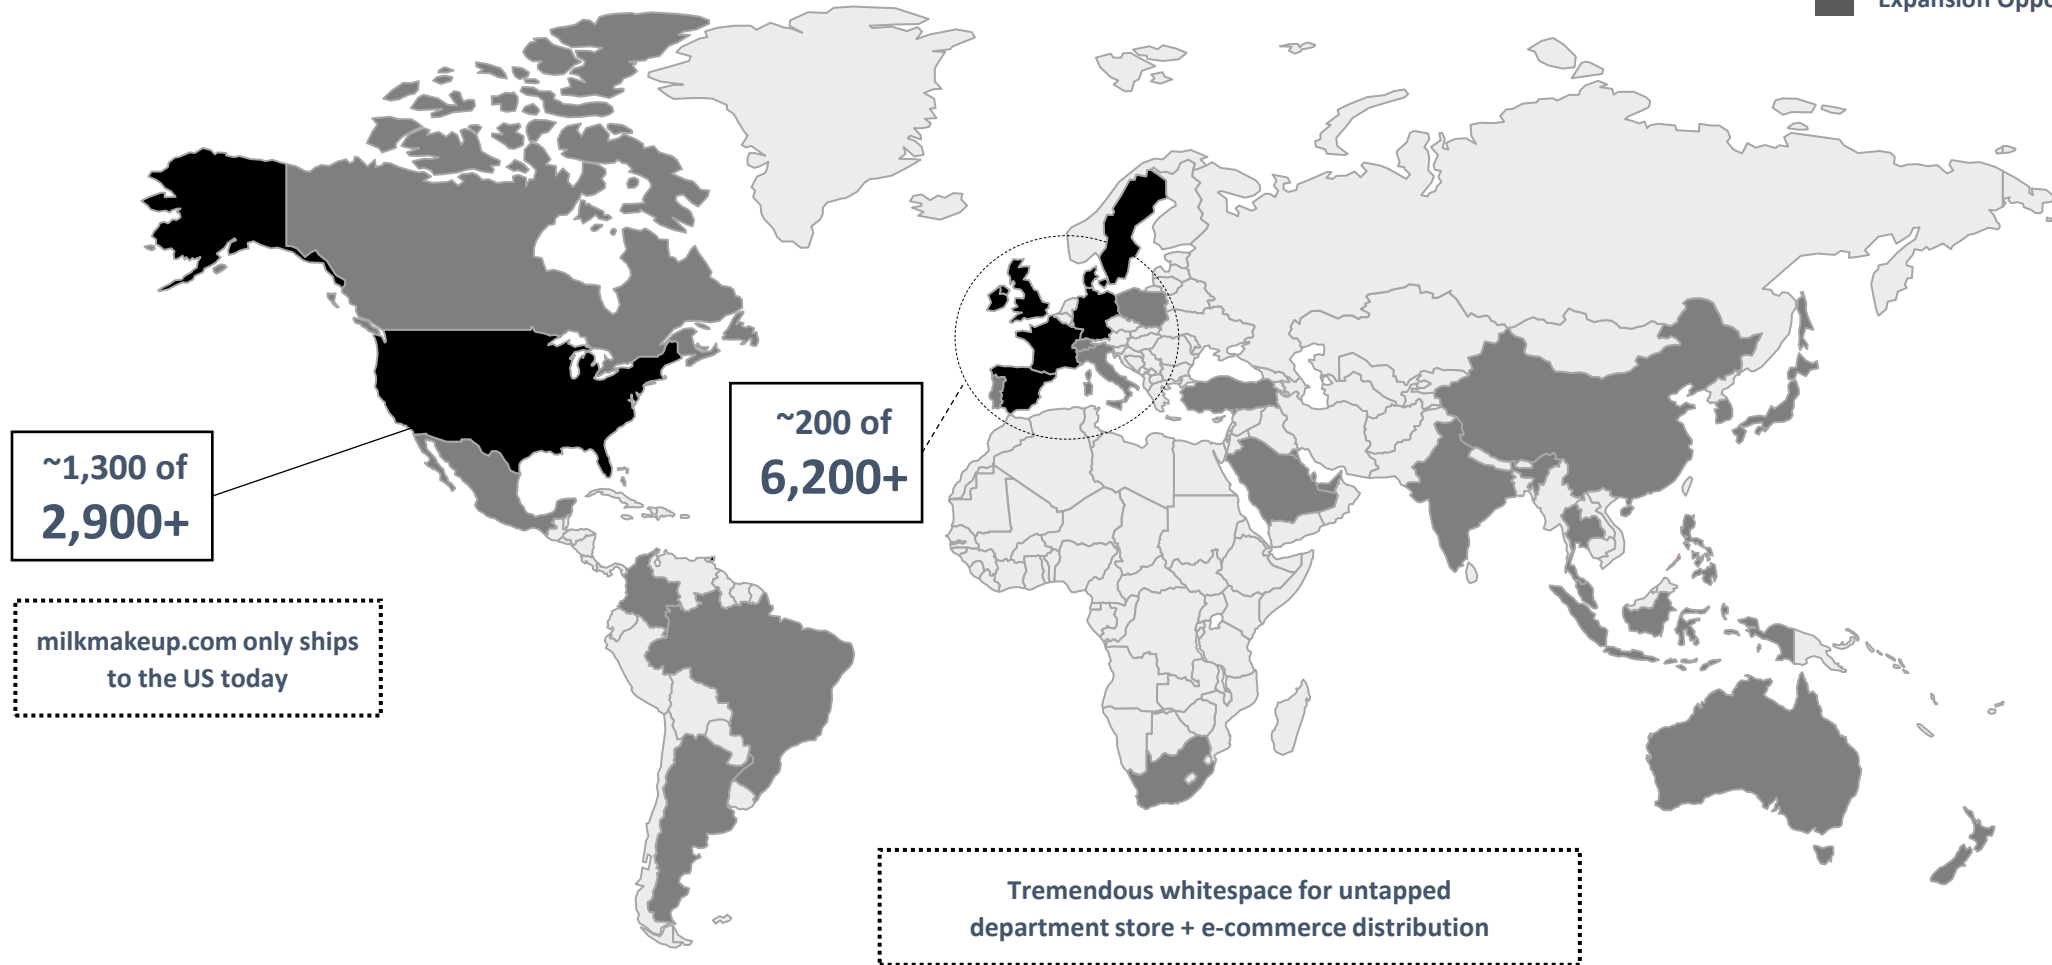 Expansion
~200 of
6,200+
~1,300 of
2,900+
milkmakeup.com only ships
to the US today
Tremendous whitespace for untapped
department store + e-commerce distribution